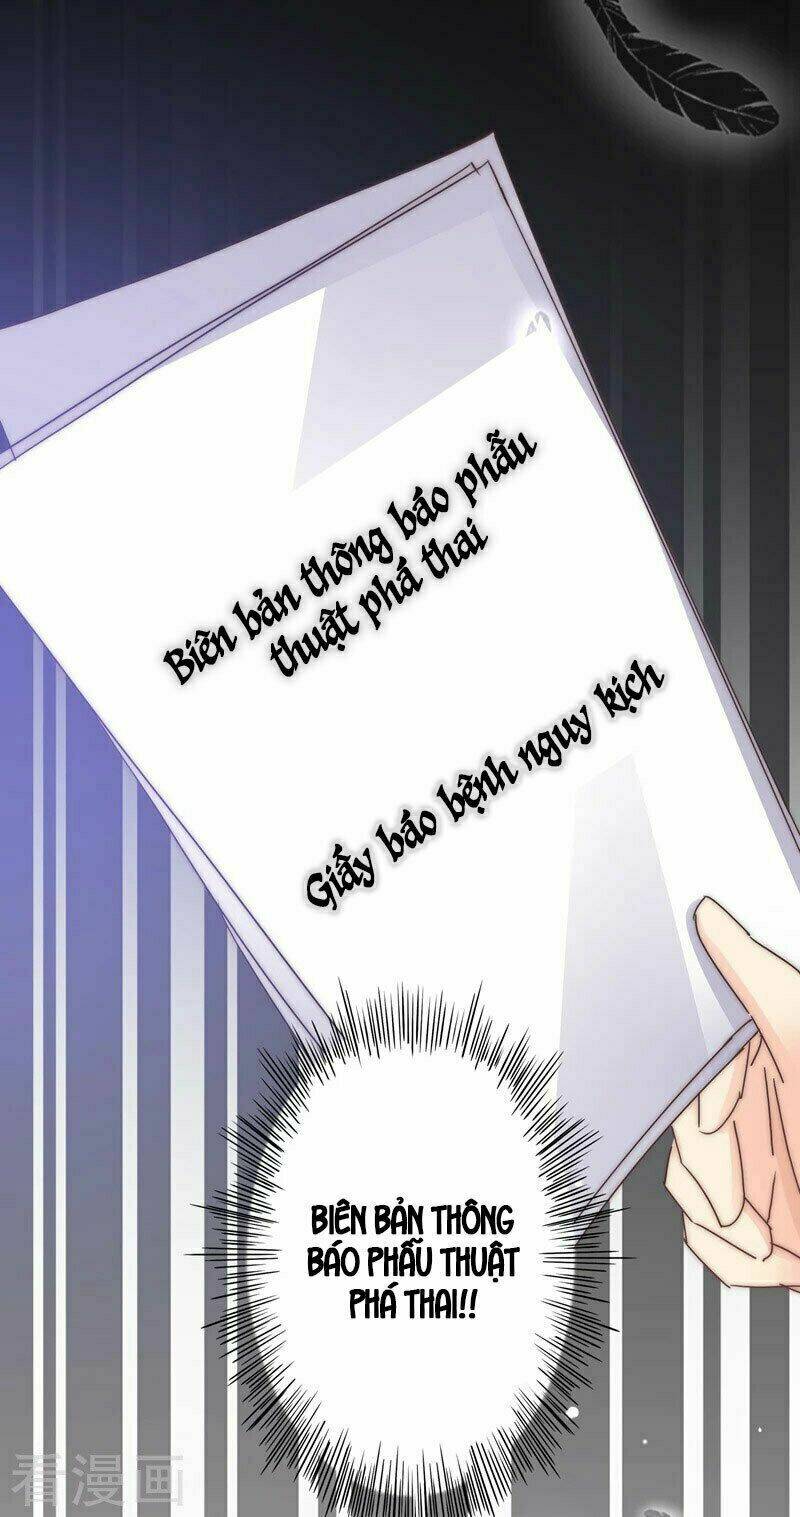 Biên bản thông báo phẫu
thuật phá thai
Giấy báo bệnh nguy kịch
BIÊN BẢN THÔNG
BÁO PHẪU THUẬT
PHÁ THAI!!
看漫画